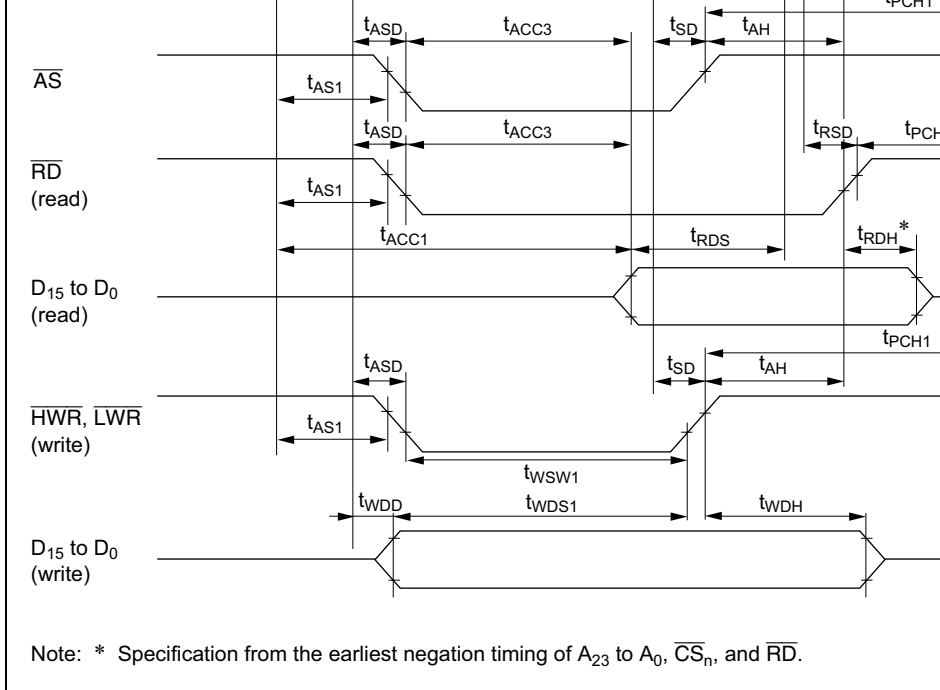 tPCH1
tASD tACC3 tSD tAH
AS
tAS1
tASD tACC3 tRSD tPCH
RD
(read)
tAS1
tACC1 tRDS tRDH*
D15 to D0
(read)
tPCH1
tASD tSD tAH
HWR, LWR
(write)
tAS1
tWSW1
tWDD tWDS1 tWDH
D15 to D0
(write)
Note: * Specification from the earliest negation timing of A23 to A0, CSn, and RD.